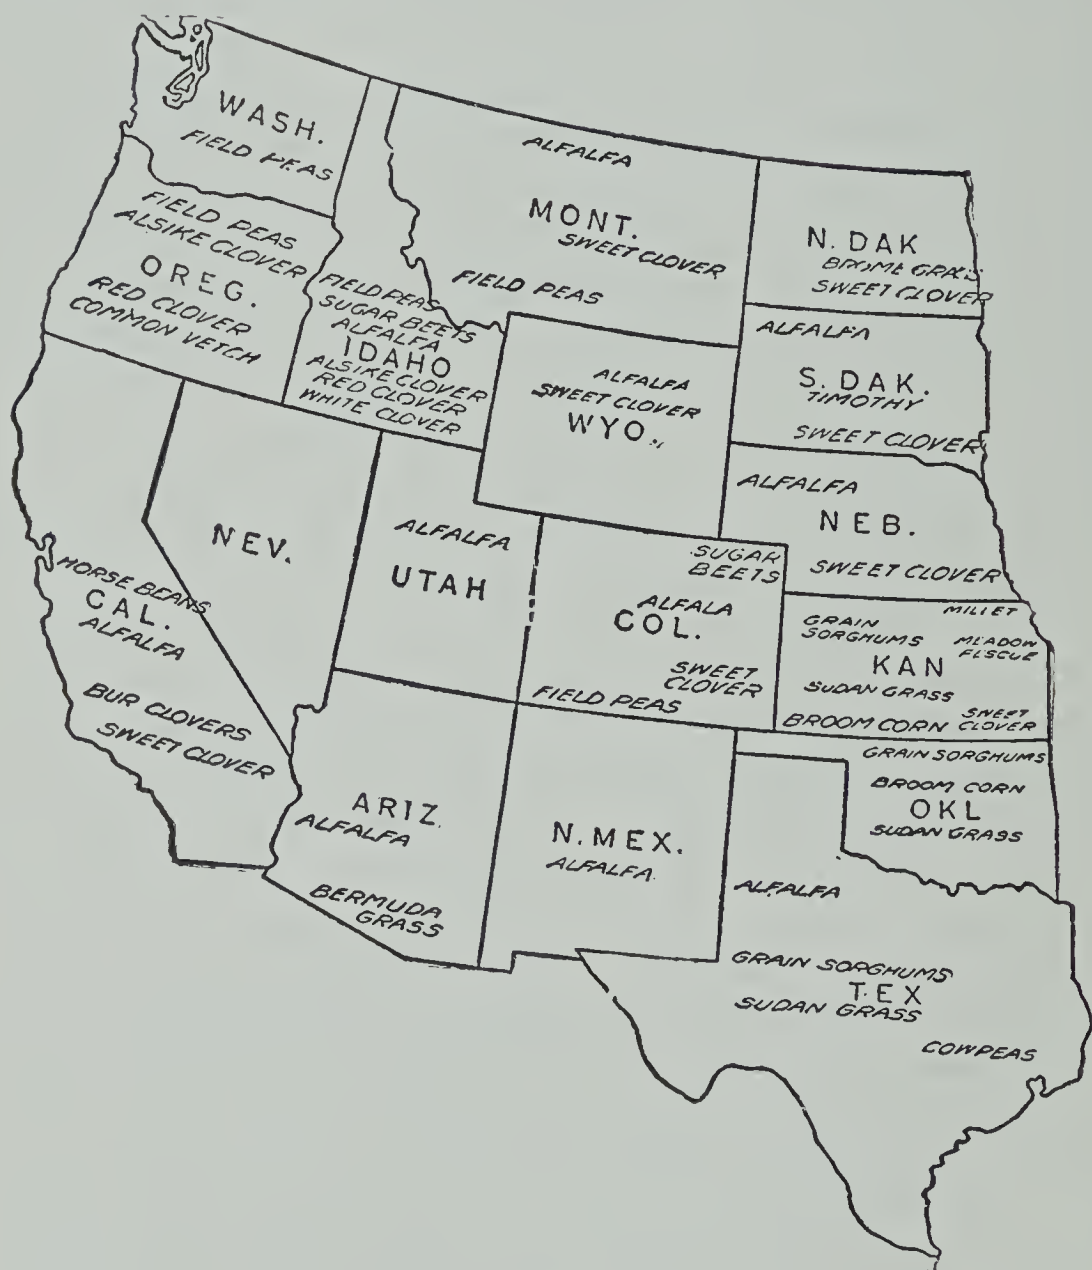 WASH.
FIELD PEAS
FIELD PEAS
ALSIKE CLOVER
OREG.
RED CLOVER
COMMON VETCH
FIELD PEAS
SUGAR BEETS
ALFALFA
IDAHO
ALSIKE CLOVER
RED CLOVER
WHITE CLOVER
ALFALFA
MONT.
SWEET CLOVER
FIELD PEAS
N. DAK
BROME GRASS
SWEET CLOVER
ALFALFA
S. DAK.
TIMOTHY
SWEET CLOVER
ALFALFA
SWEET CLOVER
WYO.
ALFALFA
NEB.
SWEET CLOVER
NEV.
ALFALFA
UTAH
SUGAR
BEETS
ALFALA
COL.
SWEET
CLOVER
FIELD PEAS
MILLET
GRAIN
SORGHUMS
MEADOW
FESCUE
KAN
SUDAN GRASS
SWEET
CLOVER
BROOM CORN
HORSE BEANS
CAL.
ALFALFA
BUR CLOVERS
SWEET CLOVER
ARIZ.
ALFALFA
BERMUDA
GRASS
N. MEX.
ALFALFA
GRAIN SORGHUMS
BROOM CORN
OKL
SUDAN GRASS
ALFALFA
GRAIN SORGHUMS
TEX
SUDAN GRASS
COWPEAS